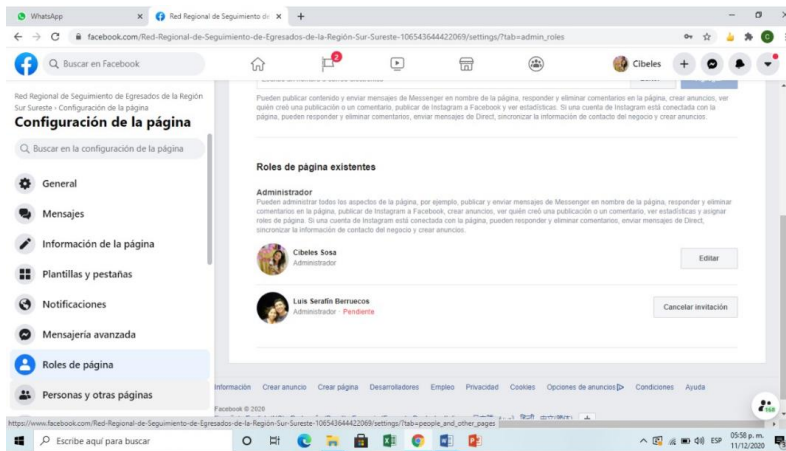 WhatsApp
Red Regional de Seguimiento de
facebook.com/Red-Regional-de-Seguimiento-de-Egresados-de-la-Región-Sur-Sureste-106543644422069/settings/?tab=admin_roles
Buscar en Facebook
2
Cibeles
Red Regional de Seguimiento de Egresados de la Región
Sur Sureste › Configuración de la página
Configuración de la página
Buscar en la configuración de la página
General
Mensajes
Información de la página
Plantillas y pestañas
Notificaciones
Mensajería avanzada
Roles de página
Personas y otras páginas
Pueden publicar contenido y enviar mensajes de Messenger en nombre de la página, responder y eliminar comentarios en la página, crear anuncios, ver
quién creó una publicación o un comentario, publicar de Instagram a Facebook y ver estadísticas. Si una cuenta de Instagram está conectada con la
página, pueden responder y eliminar comentarios, enviar mensajes de Direct, sincronizar la información de contacto del negocio y crear anuncios.
Roles de página existentes
Administrador
Pueden administrar todos los aspectos de la página, por ejemplo, publicar y enviar mensajes de Messenger en nombre de la página, responder y eliminar
comentarios en la página, publicar de Instagram a Facebook, crear anuncios, ver quién creó una publicación o un comentario, ver estadísticas y asignar
roles de página. Si una cuenta de Instagram está conectada con la página, pueden responder y eliminar comentarios, enviar mensajes de Direct,
sincronizar la información de contacto del negocio y crear anuncios.
Cibeles Sosa
Administrador
Editar
Luis Serafín Berruecos
Administrador · Pendiente
Cancelar invitación
Información Crear anuncio Crear página Desarrolladores Empleo Privacidad Cookies Opciones de anuncios Condiciones Ayuda
Facebook © 2020
168
https://www.facebook.com/Red-Regional-de-Seguimiento-de-Egresados-de-la-Región-Sur-Sureste-106543644422069/settings/?tab=people_and_other_pages
Escribe aquí para buscar
ESP
05:58 p. m.
11/12/2020